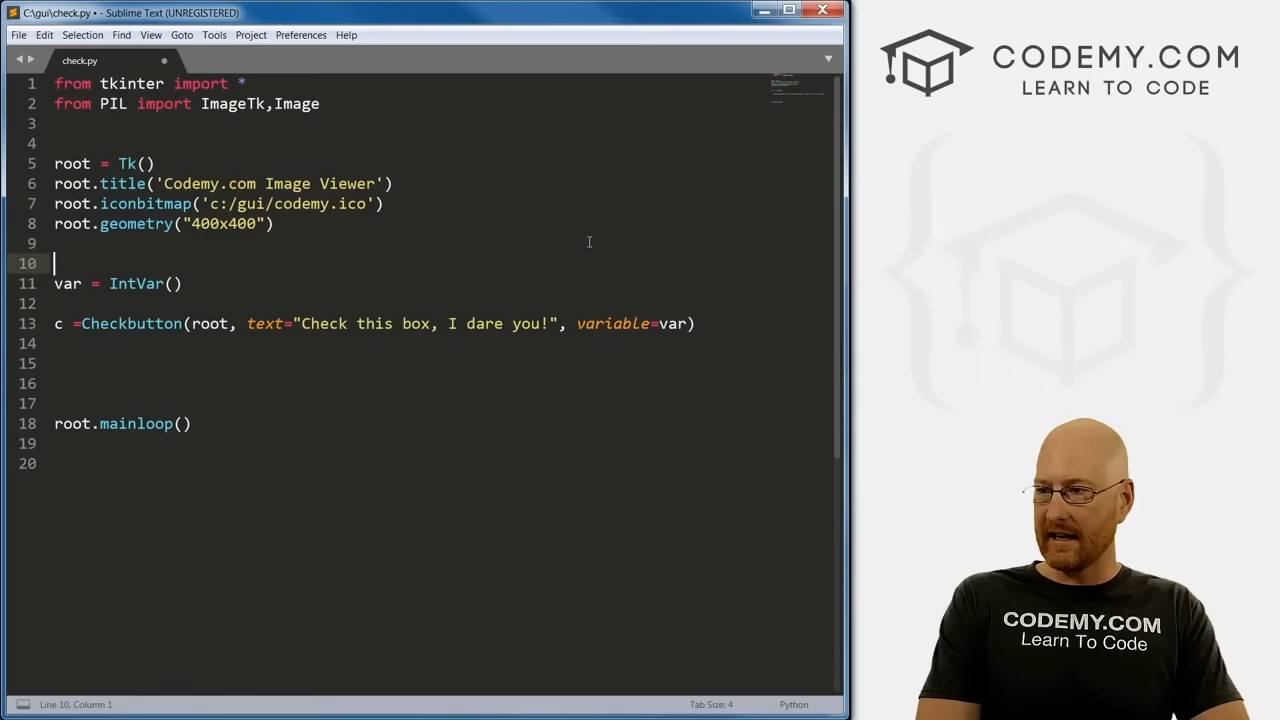 C:\gui\check.py • - Sublime Text (UNREGISTERED)
File Edit Selection Find View Goto Tools Project Preferences Help
check.py
1 from tkinter import *
2 from PIL import ImageTk,Image
3
4
5 root = Tk()
6 root.title('Codemy.com Image Viewer')
7 root.iconbitmap('c:/gui/codemy.ico')
8 root.geometry("400x400")
9
10
11 var = IntVar()
12
13 c =Checkbutton(root, text="Check this box, I dare you!", variable=var)
14
15
16
17
18 root.mainloop()
19
20
Line 10, Column 1
Tab Size: 4
Python
CODEMY.COM
LEARN TO CODE
CODEMY.COM
Learn To Code